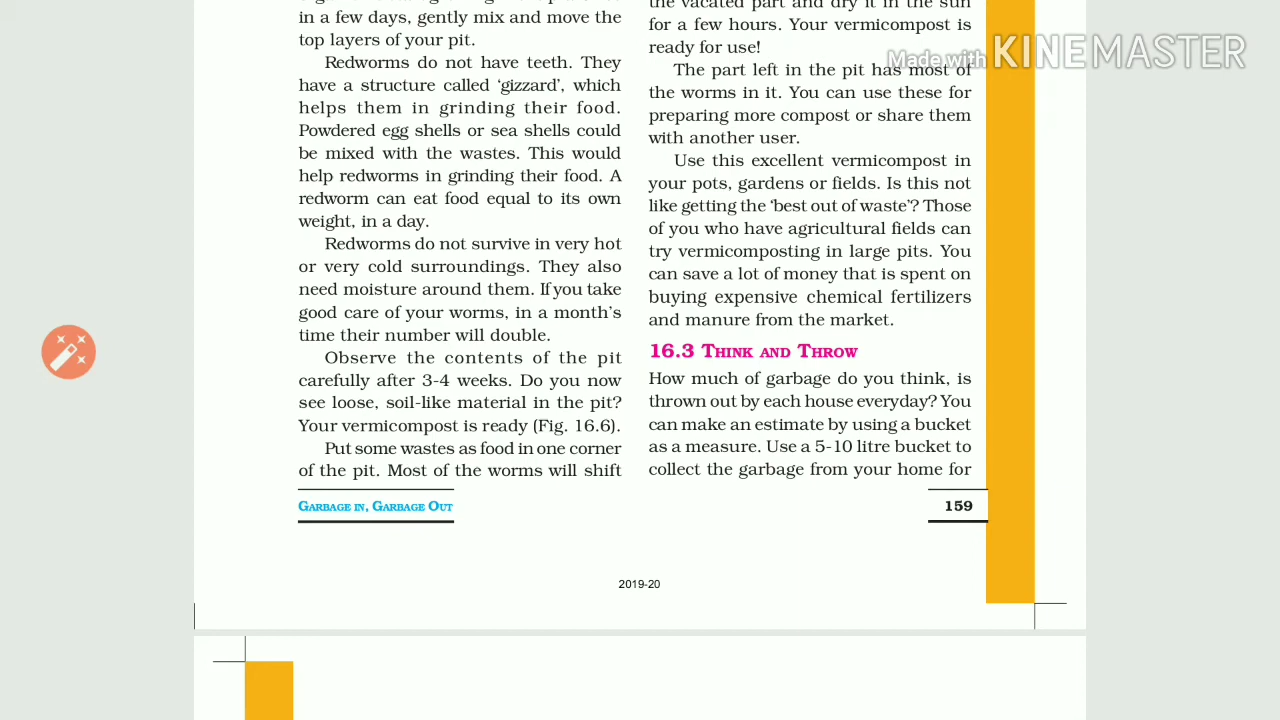 in a few days, gently mix and move the
top layers of your pit.
Redworms do not have teeth. They
have a structure called ‘gizzard’, which
helps them in grinding their food.
Powdered egg shells or sea shells could
be mixed with the wastes. This would
help redworms in grinding their food. A
redworm can eat food equal to its own
weight, in a day.
Redworms do not survive in very hot
or very cold surroundings. They also
need moisture around them. If you take
good care of your worms, in a month’s
time their number will double.
Observe the contents of the pit
carefully after 3-4 weeks. Do you now
see loose, soil-like material in the pit?
Your vermicompost is ready (Fig. 16.6).
Put some wastes as food in one corner
of the pit. Most of the worms will shift
the vacated part and dry it in the sun
for a few hours. Your vermicompost is
ready for use!
The part left in the pit has most of
the worms in it. You can use these for
preparing more compost or share them
with another user.
Use this excellent vermicompost in
your pots, gardens or fields. Is this not
like getting the ‘best out of waste’? Those
of you who have agricultural fields can
try vermicomposting in large pits. You
can save a lot of money that is spent on
buying expensive chemical fertilizers
and manure from the market.
16.3 THINK AND THROW
How much of garbage do you think, is
thrown out by each house everyday? You
can make an estimate by using a bucket
as a measure. Use a 5-10 litre bucket to
collect the garbage from your home for
GARBAGE IN, GARBAGE OUT
159
2019-20
Made with KINEMASTER